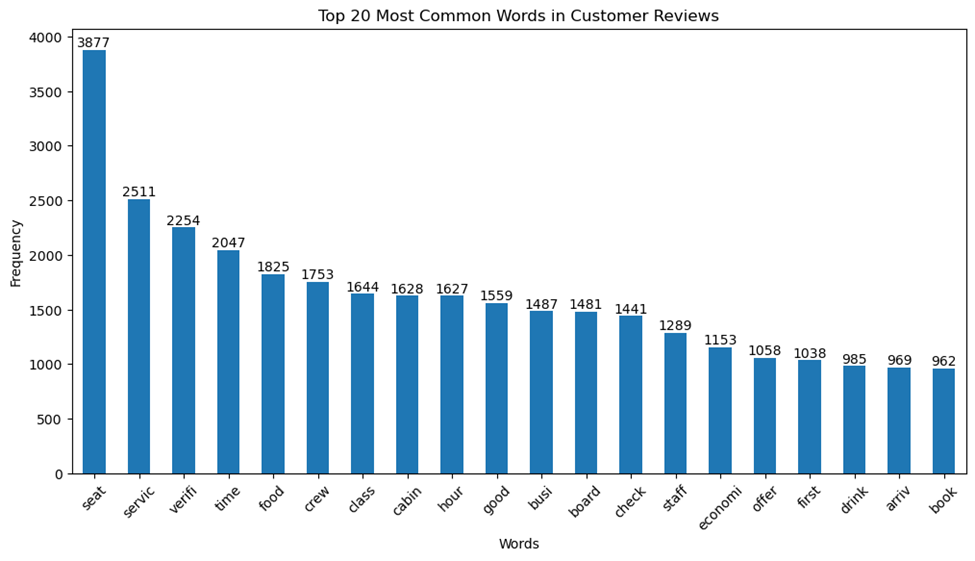 Top 20 Most Common Words in Customer Reviews
4000
3500
3000
2500
2000
1500
1000
500
0
Frequency
3877
2511
2254
2047
1825
1753
1644
1628
1627
1559
1487
1481
1441
1289
1153
1058
1038
985
969
962
seat
servic
verifi
time
food
crew
class
cabin
hour
good
busi
board
check
staff
economi
offer
first
drink
arriv
book
Words